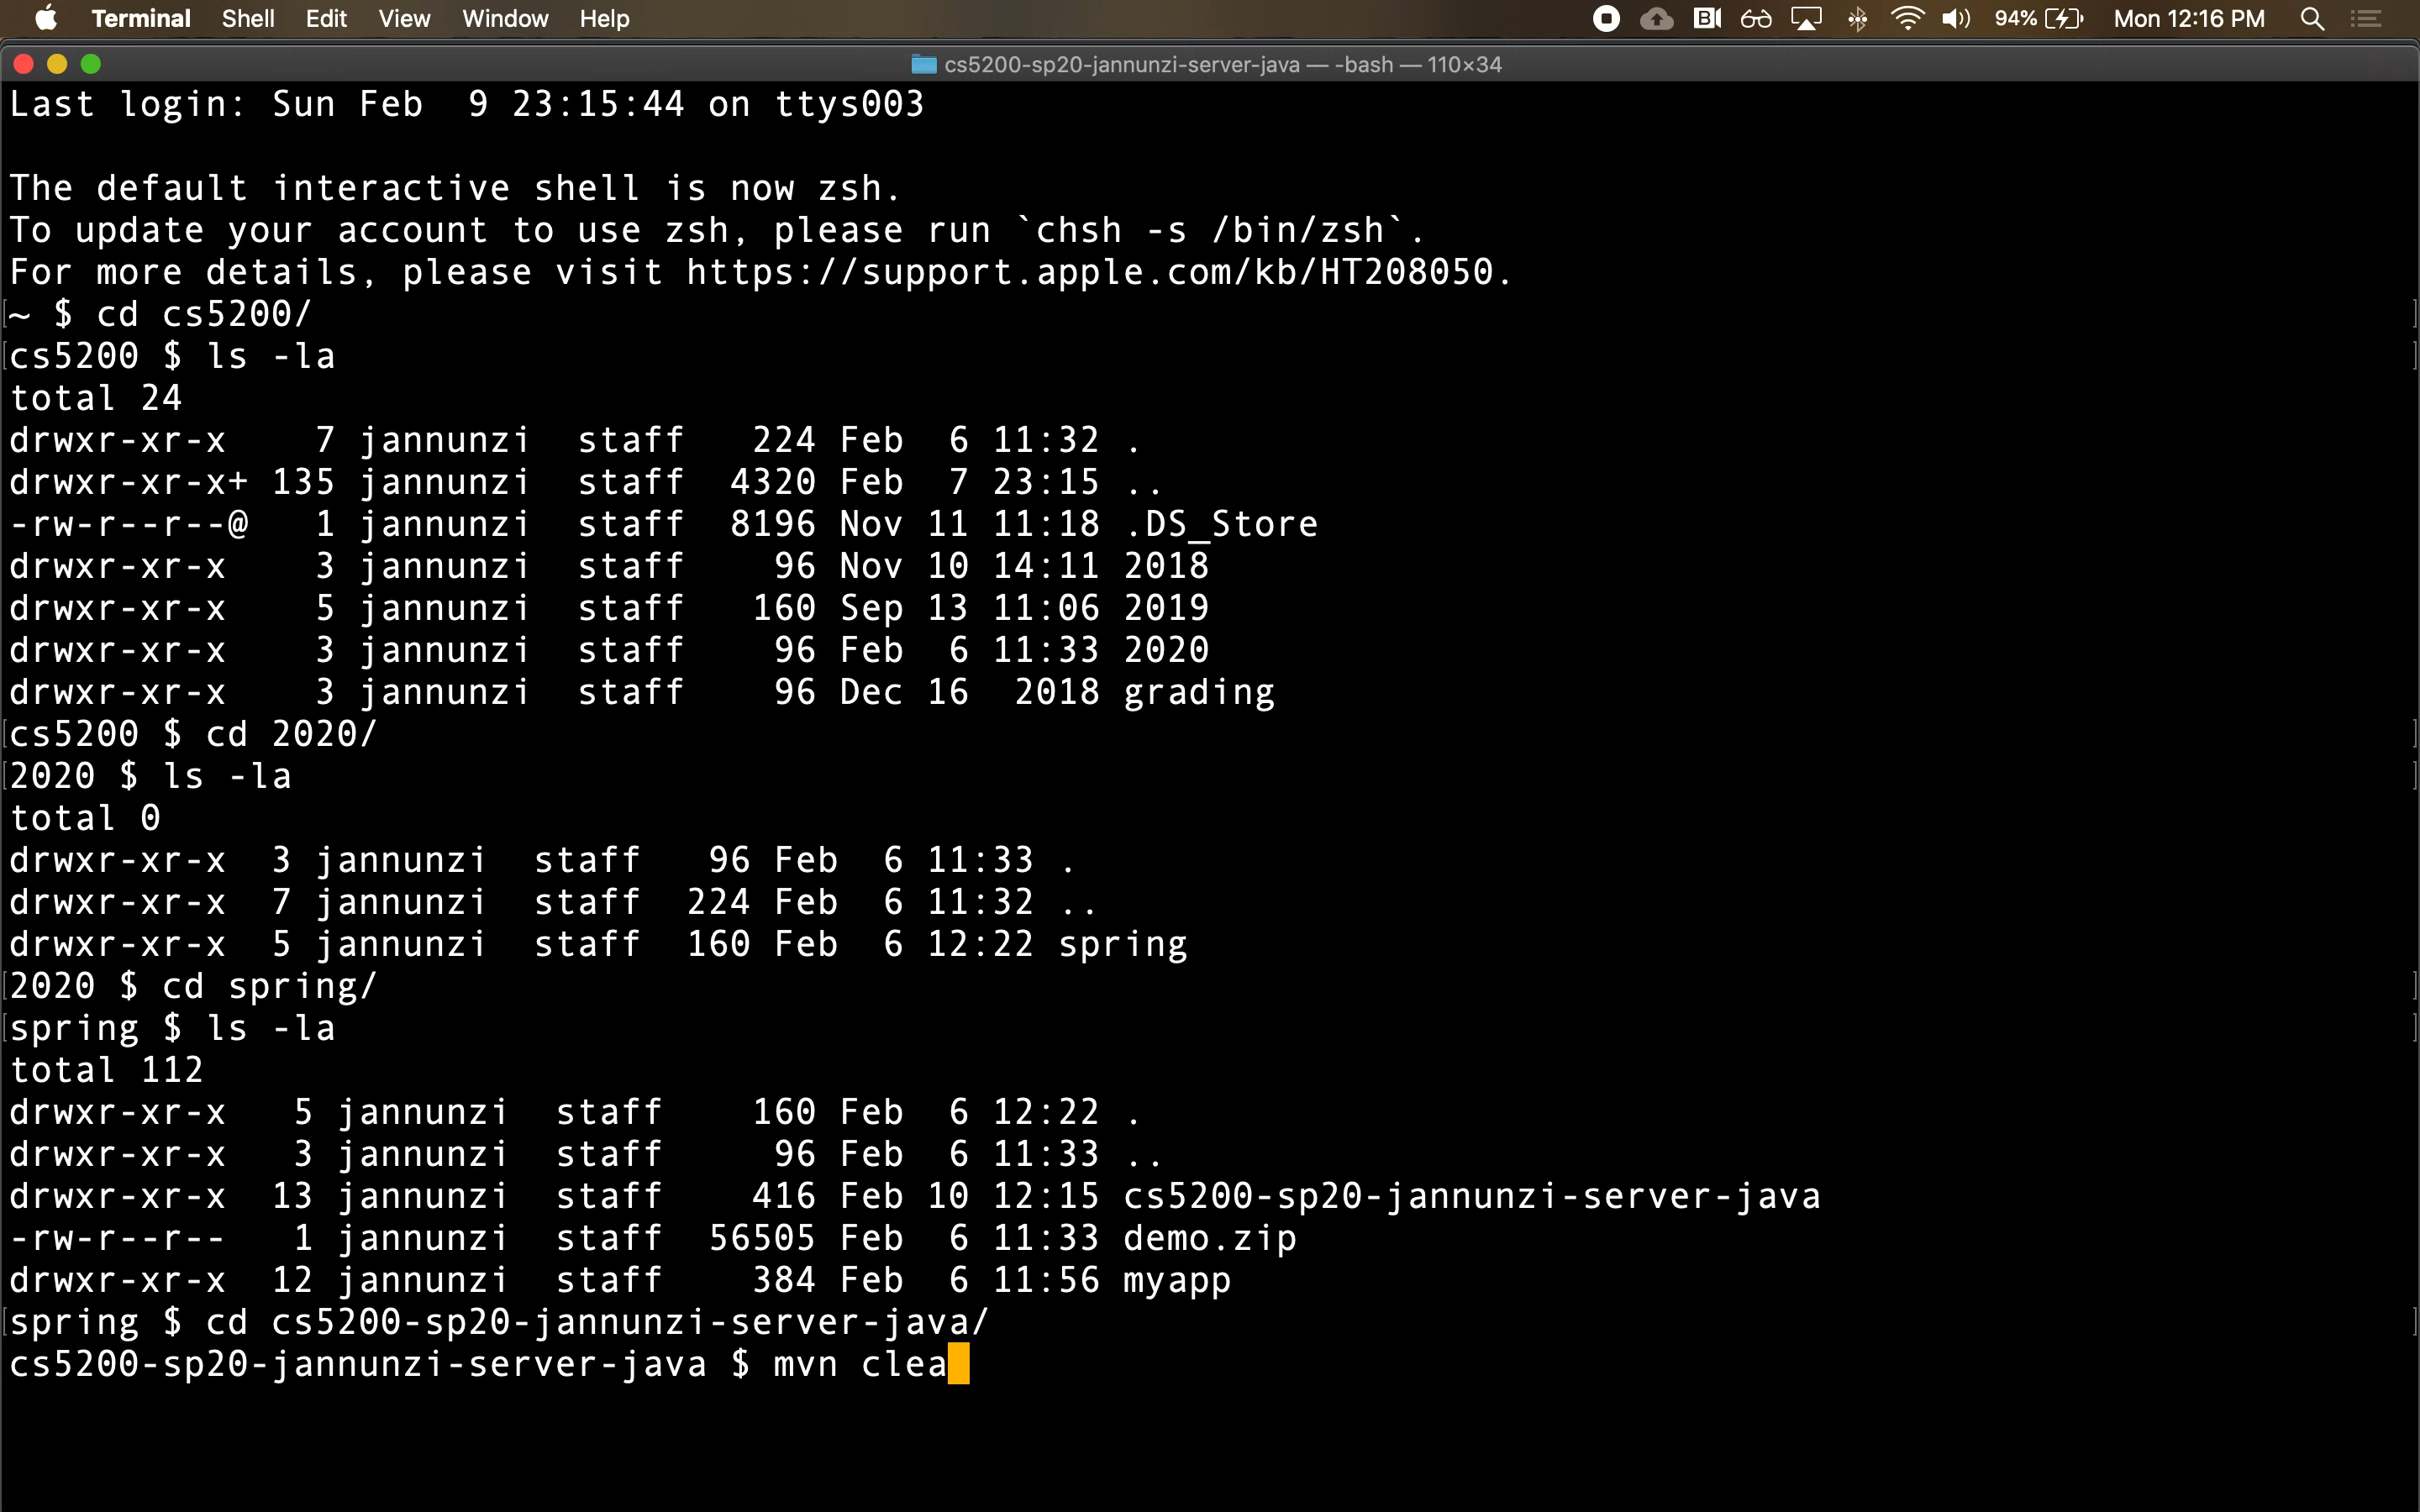 Terminal Shell Edit View Window Help 94% Mon 12:16 PM
cs5200-sp20-jannunzi-server-java — -bash — 110×34
Last login: Sun Feb  9 23:15:44 on ttys003
The default interactive shell is now zsh.
To update your account to use zsh, please run `chsh -s /bin/zsh`.
For more details, please visit https://support.apple.com/kb/HT208050.
~ $ cd cs5200/
cs5200 $ ls -la
total 24
drwxr-xr-x    7 jannunzi  staff   224 Feb  6 11:32 .
drwxr-xr-x+ 135 jannunzi  staff  4320 Feb  7 23:15 ..
-rw-r--r--@   1 jannunzi  staff  8196 Nov 11 11:18 .DS_Store
drwxr-xr-x    3 jannunzi  staff    96 Nov 10 14:11 2018
drwxr-xr-x    5 jannunzi  staff   160 Sep 13 11:06 2019
drwxr-xr-x    3 jannunzi  staff    96 Feb  6 11:33 2020
drwxr-xr-x    3 jannunzi  staff    96 Dec 16  2018 grading
cs5200 $ cd 2020/
2020 $ ls -la
total 0
drwxr-xr-x  3 jannunzi  staff   96 Feb  6 11:33 .
drwxr-xr-x  7 jannunzi  staff  224 Feb  6 11:32 ..
drwxr-xr-x  5 jannunzi  staff  160 Feb  6 12:22 spring
2020 $ cd spring/
spring $ ls -la
total 112
drwxr-xr-x   5 jannunzi  staff    160 Feb  6 12:22 .
drwxr-xr-x   3 jannunzi  staff     96 Feb  6 11:33 ..
drwxr-xr-x  13 jannunzi  staff    416 Feb 10 12:15 cs5200-sp20-jannunzi-server-java
-rw-r--r--   1 jannunzi  staff  56505 Feb  6 11:33 demo.zip
drwxr-xr-x  12 jannunzi  staff    384 Feb  6 11:56 myapp
spring $ cd cs5200-sp20-jannunzi-server-java/
cs5200-sp20-jannunzi-server-java $ mvn clea